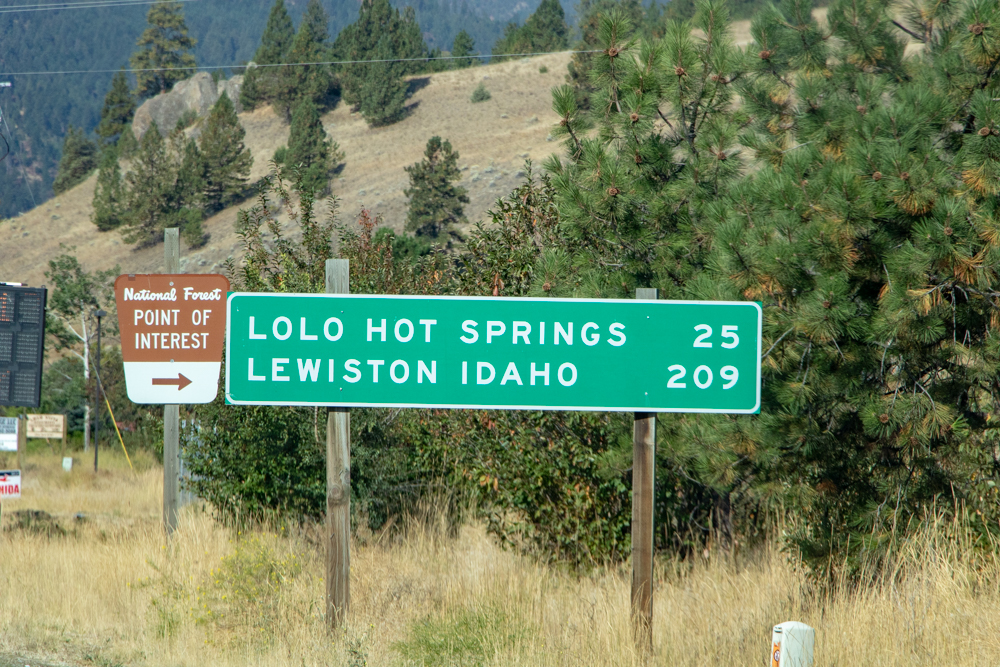 National Forest
POINT OF
INTEREST
LOLO HOT SPRINGS 25
LEWISTON IDAHO 209